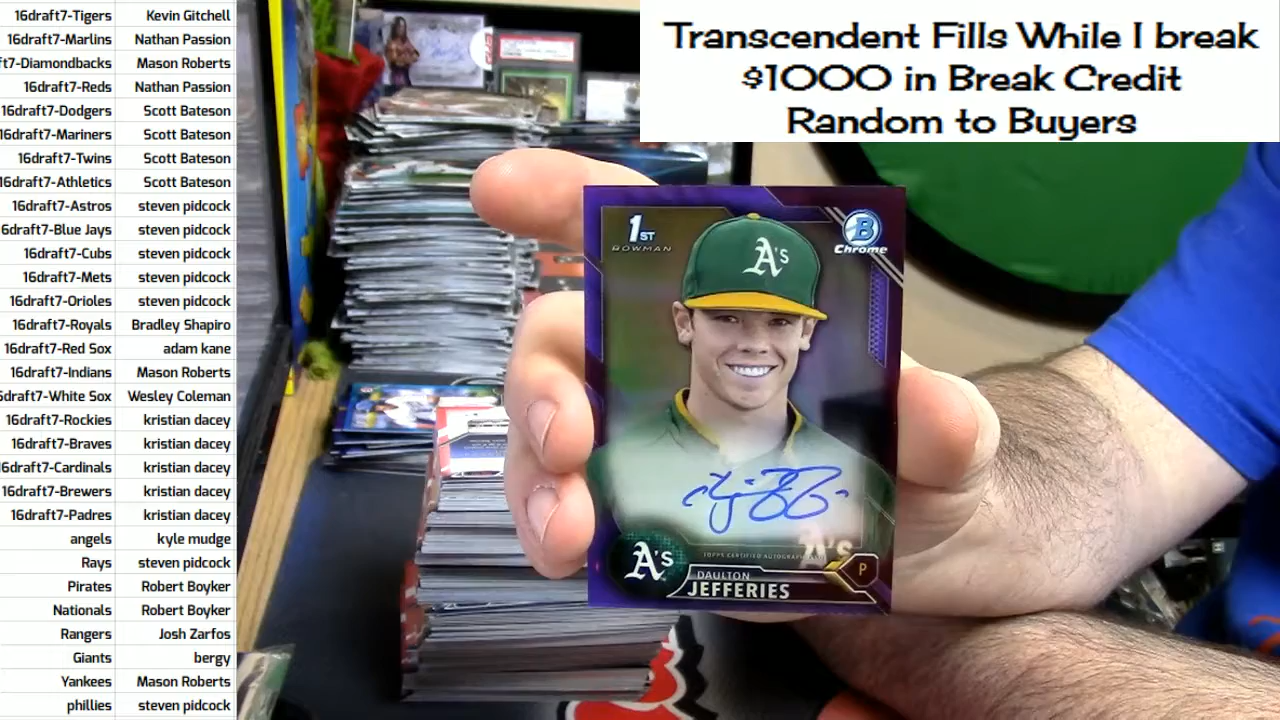 16draft7-Tigers Kevin Gitchell
16draft7-Marlins Nathan Passion
ft7-Diamondbacks Mason Roberts
16draft7-Reds Nathan Passion
16draft7-Dodgers Scott Bateson
16draft7-Mariners Scott Bateson
16draft7-Twins Scott Bateson
16draft7-Athletics Scott Bateson
16draft7-Astros steven pidcock
6draft7-Blue Jays steven pidcock
16draft7-Cubs steven pidcock
16draft7-Mets steven pidcock
16draft7-Orioles steven pidcock
16draft7-Royals Bradley Shapiro
16draft7-Red Sox adam kane
16draft7-Indians Mason Roberts
6draft7-White Sox Wesley Coleman
16draft7-Rockies kristian dacey
16draft7-Braves kristian dacey
6draft7-Cardinals kristian dacey
16draft7-Brewers kristian dacey
16draft7-Padres kristian dacey
angels kyle mudge
Rays steven pidcock
Pirates Robert Boyker
Nationals Robert Boyker
Rangers Josh Zarfos
Giants bergy
Yankees Mason Roberts
phillies steven pidcock
Transcendent Fills While I break
$1000 in Break Credit
Random to Buyers
1ST
BOWMAN
B
Chrome
A's
A's
A's
TOPPS CERTIFIED AUTOGRAPH
P
DAULTON
JEFFERIES